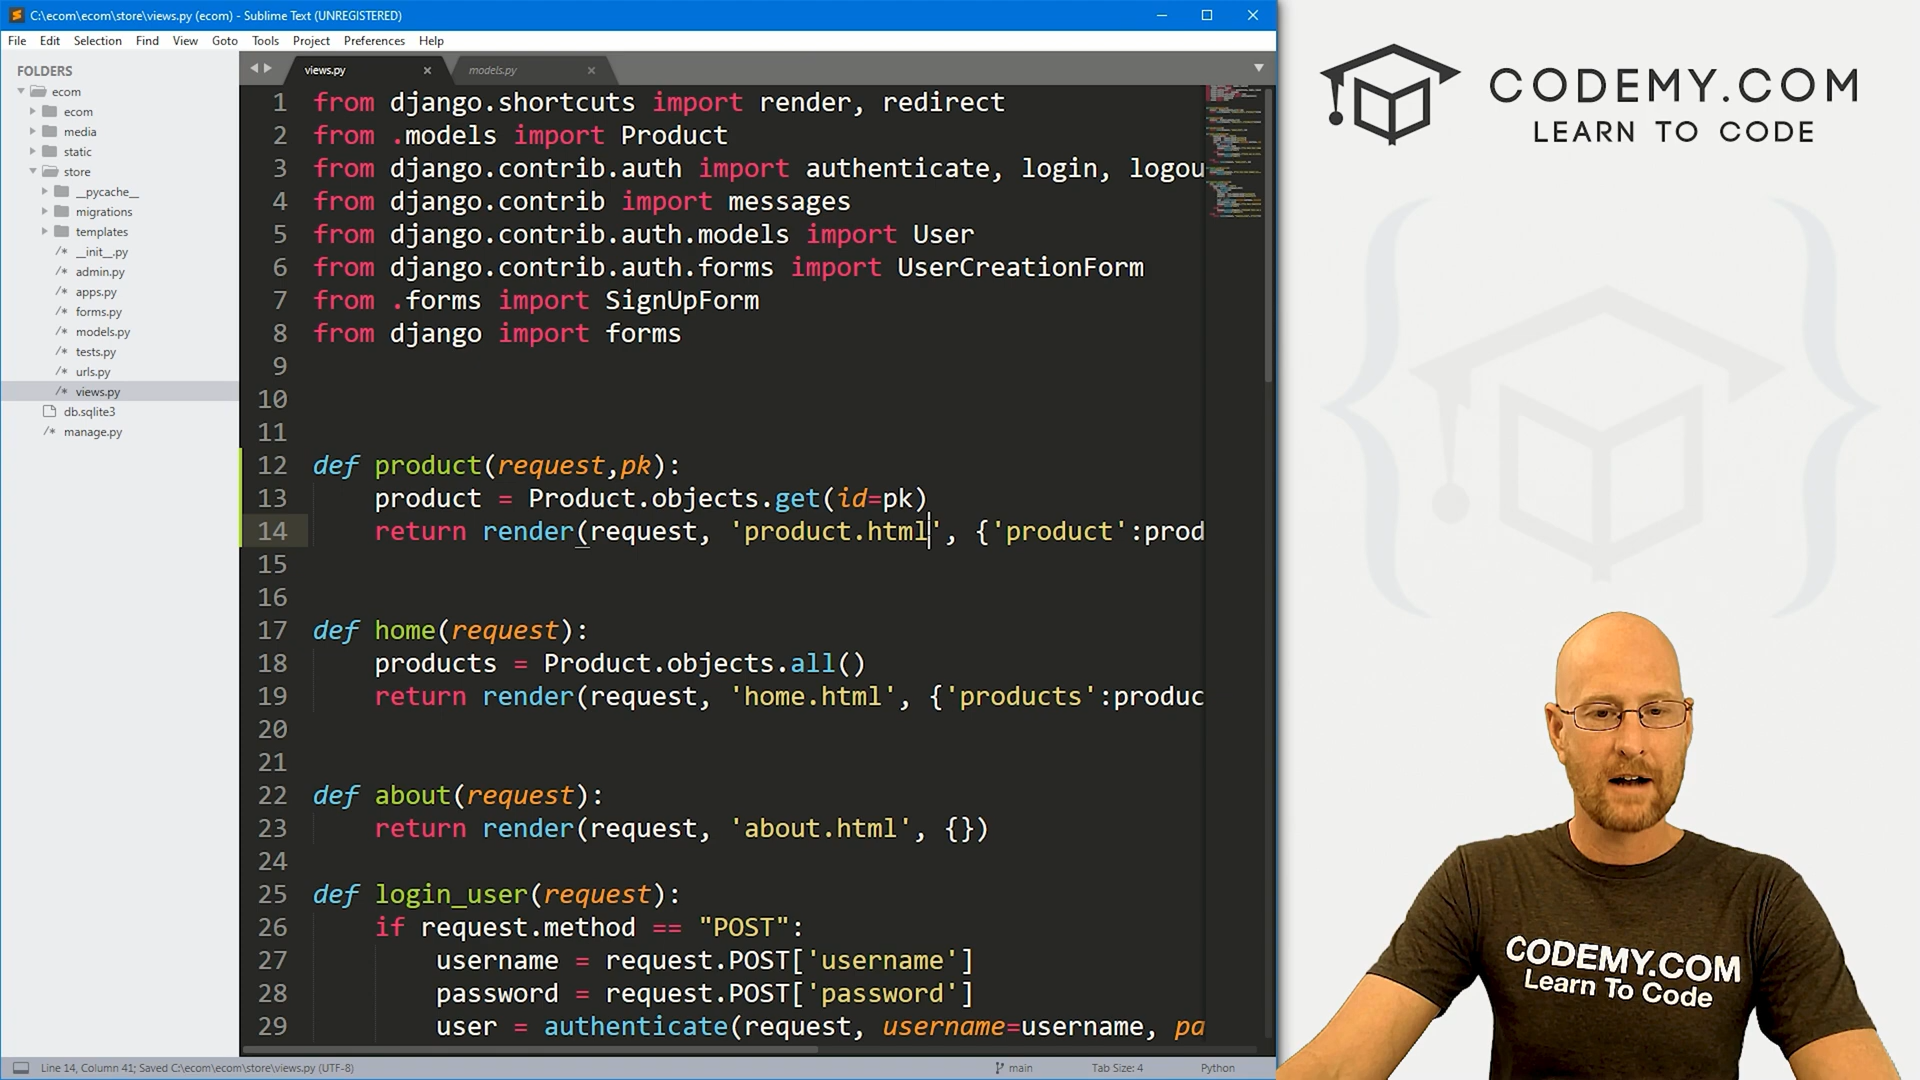 C:\ecom\ecom\store\views.py (ecom) - Sublime Text (UNREGISTERED)
File Edit Selection Find View Goto Tools Project Preferences Help
FOLDERS
ecom
ecom
media
static
store
__pycache__
migrations
templates
__init__.py
admin.py
apps.py
forms.py
models.py
tests.py
urls.py
views.py
db.sqlite3
manage.py
views.py models.py
1 from django.shortcuts import render, redirect
2 from .models import Product
3 from django.contrib.auth import authenticate, login, logou
4 from django.contrib import messages
5 from django.contrib.auth.models import User
6 from django.contrib.auth.forms import UserCreationForm
7 from .forms import SignUpForm
8 from django import forms
9
10
11
12 def product(request,pk):
13 product = Product.objects.get(id=pk)
14 return render(request, 'product.html', {'product':prod
15
16
17 def home(request):
18 products = Product.objects.all()
19 return render(request, 'home.html', {'products':produc
20
21
22 def about(request):
23 return render(request, 'about.html', {})
24
25 def login_user(request):
26 if request.method == "POST":
27 username = request.POST['username']
28 password = request.POST['password']
29 user = authenticate(request, username=username, pa
Line 14, Column 41; Saved C:\ecom\ecom\store\views.py (UTF-8)
main
Tab Size: 4
Python
CODEMY.COM
LEARN TO CODE
CODEMY.COM
Learn To Code